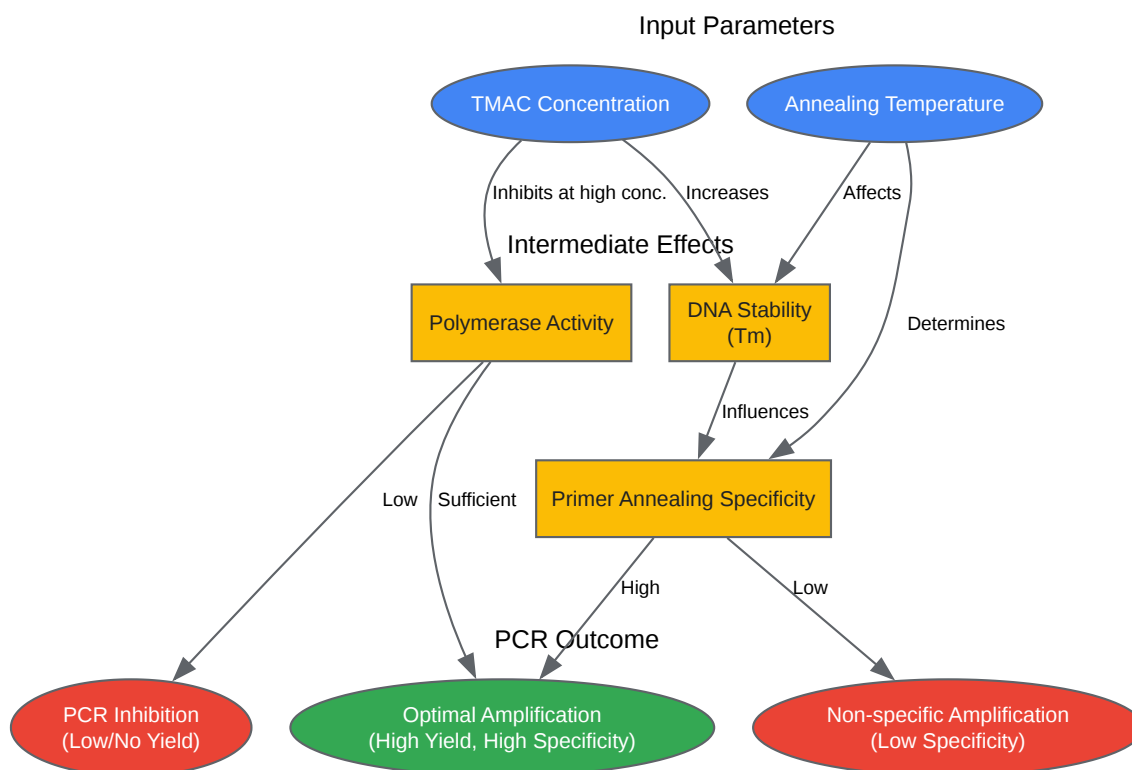 Input Parameters
TMAC Concentration
Annealing Temperature
Inhibits at high conc.
Increases
Affects
Intermediate Effects
Polymerase Activity
DNA Stability
(Tm)
Determines
Influences
Primer Annealing Specificity
Low
Sufficient
High
Low
PCR Outcome
PCR Inhibition
(Low/No Yield)
Optimal Amplification
(High Yield, High Specificity)
Non-specific Amplification
(Low Specificity)